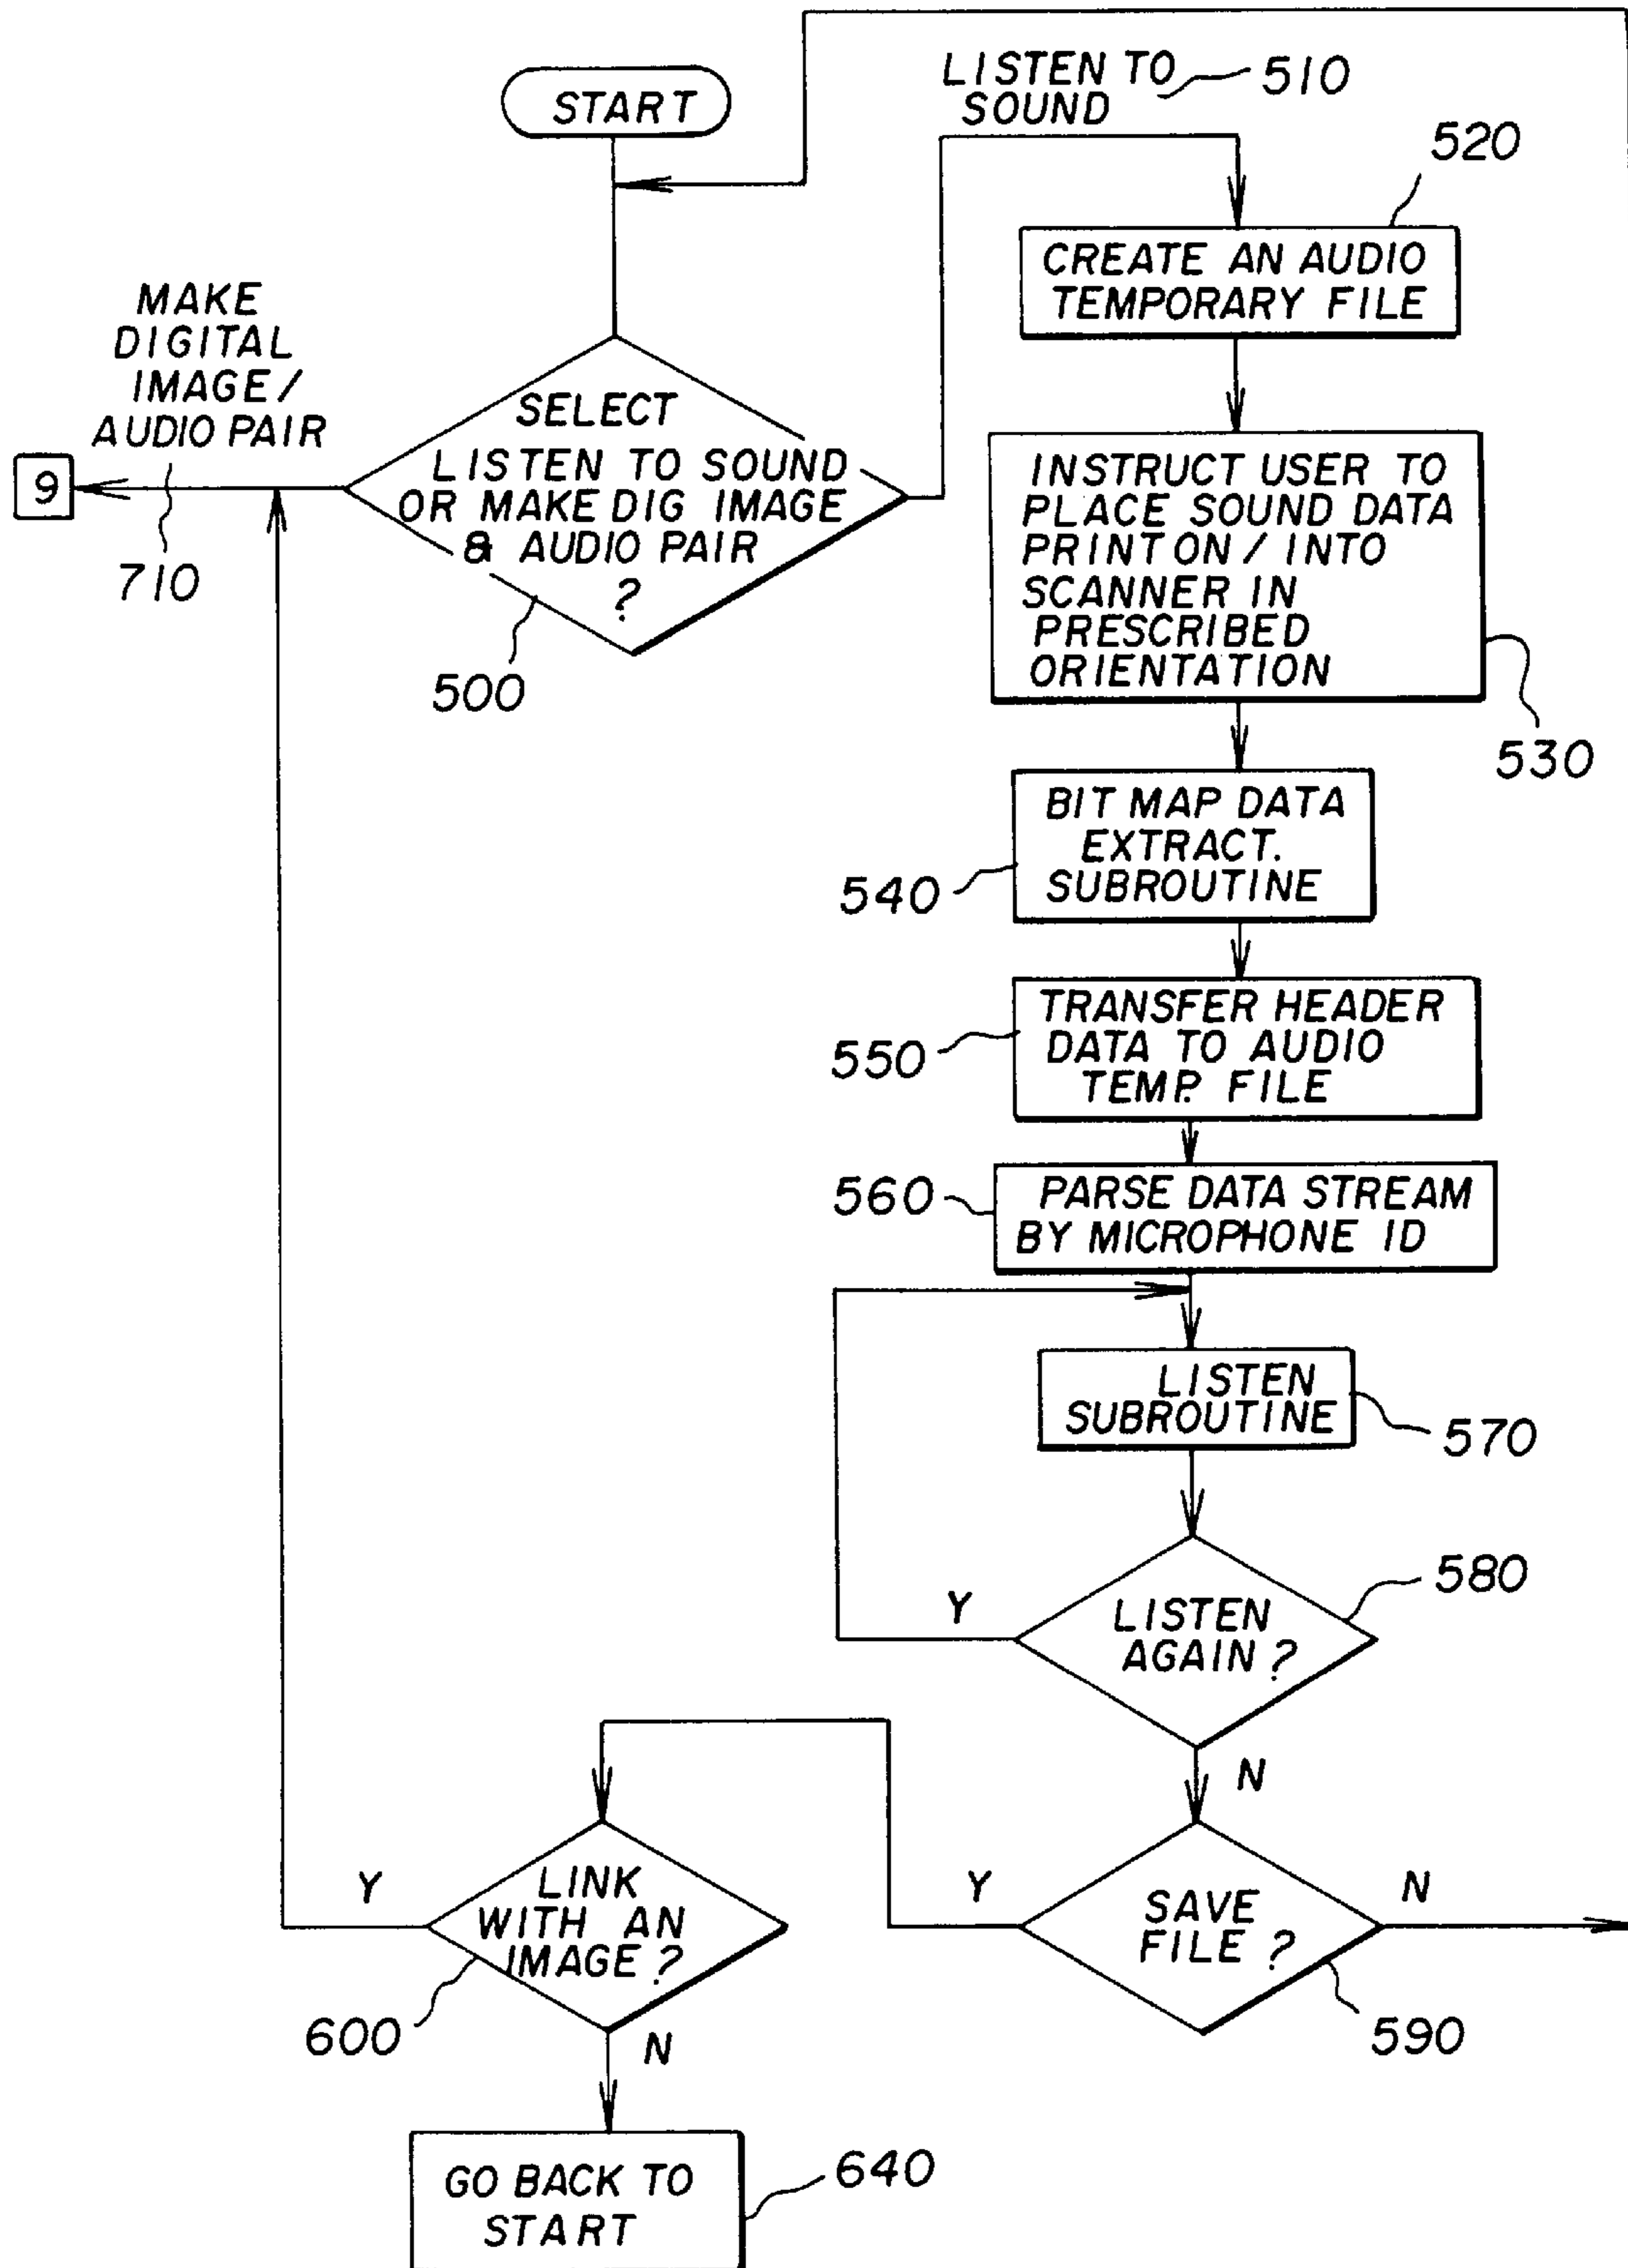 START
LISTEN TO
SOUND
510
520
CREATE AN AUDIO
TEMPORARY FILE
MAKE
DIGITAL
IMAGE/
AUDIO PAIR
9
710
SELECT
LISTEN TO SOUND
OR MAKE DIG IMAGE
& AUDIO PAIR
?
500
INSTRUCT USER TO
PLACE SOUND DATA
PRINT ON / INTO
SCANNER IN
PRESCRIBED
ORIENTATION
530
BIT MAP DATA
EXTRACT.
SUBROUTINE
540
TRANSFER HEADER
DATA TO AUDIO
TEMP. FILE
550
560
PARSE DATA STREAM
BY MICROPHONE ID
LISTEN
SUBROUTINE
570
580
Y
LISTEN
AGAIN ?
N
Y
LINK
WITH AN
IMAGE ?
600
N
Y
SAVE
FILE ?
N
590
GO BACK TO
START
640